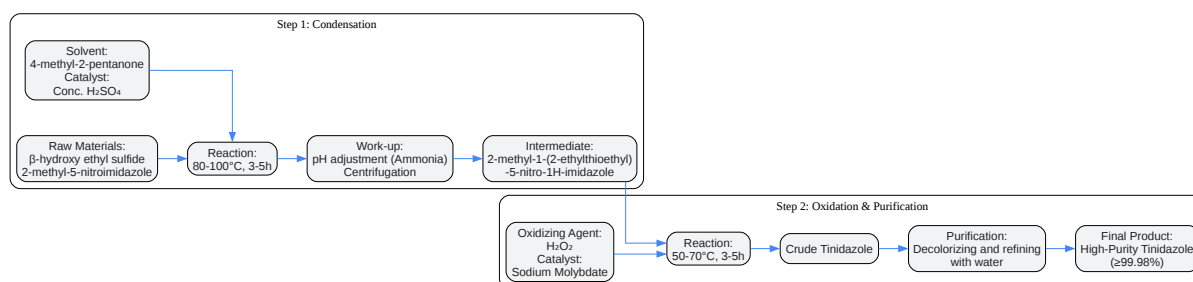 Step 1: Condensation
Solvent:
4-methyl-2-pentanone
Catalyst:
Conc. H₂SO₄
Raw Materials:
β-hydroxy ethyl sulfide
2-methyl-5-nitroimidazole
Reaction:
80-100°C, 3-5h
Work-up:
pH adjustment (Ammonia)
Centrifugation
Intermediate:
2-methyl-1-(2-ethylthioethyl)
-5-nitro-1H-imidazole
Step 2: Oxidation & Purification
Oxidizing Agent:
H₂O₂
Catalyst:
Sodium Molybdate
Reaction:
50-70°C, 3-5h
Crude Tinidazole
Purification:
Decolorizing and refining
with water
Final Product:
High-Purity Tinidazole
(≥99.98%)